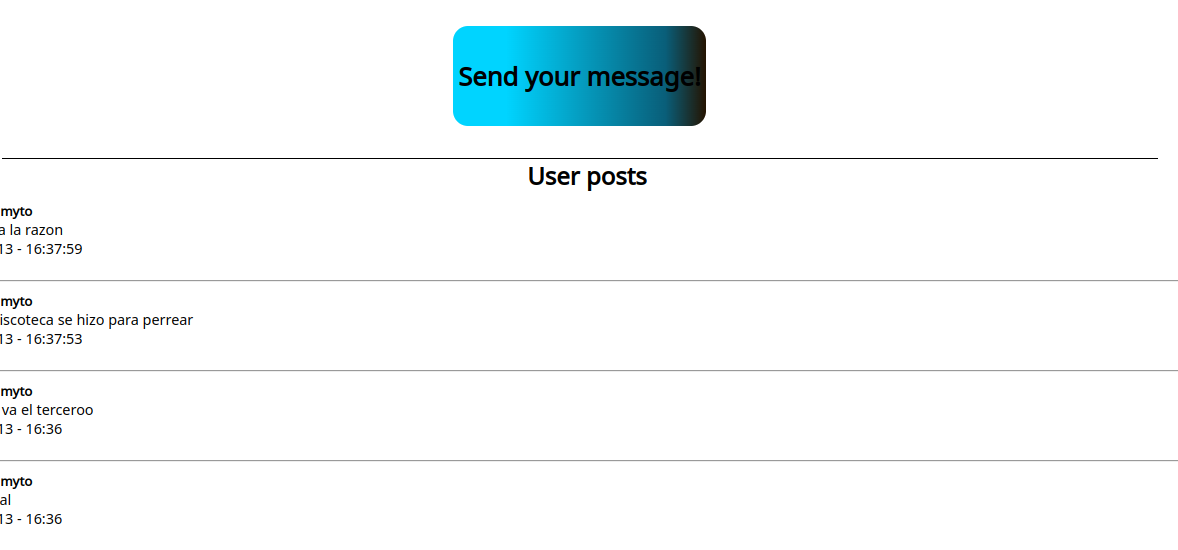 Send your message!
User posts
myto
a la razon
13 - 16:37:59
myto
iscoteca se hizo para perrear
13 - 16:37:53
myto
va el terceroo
13 - 16:36
myto
al
13 - 16:36